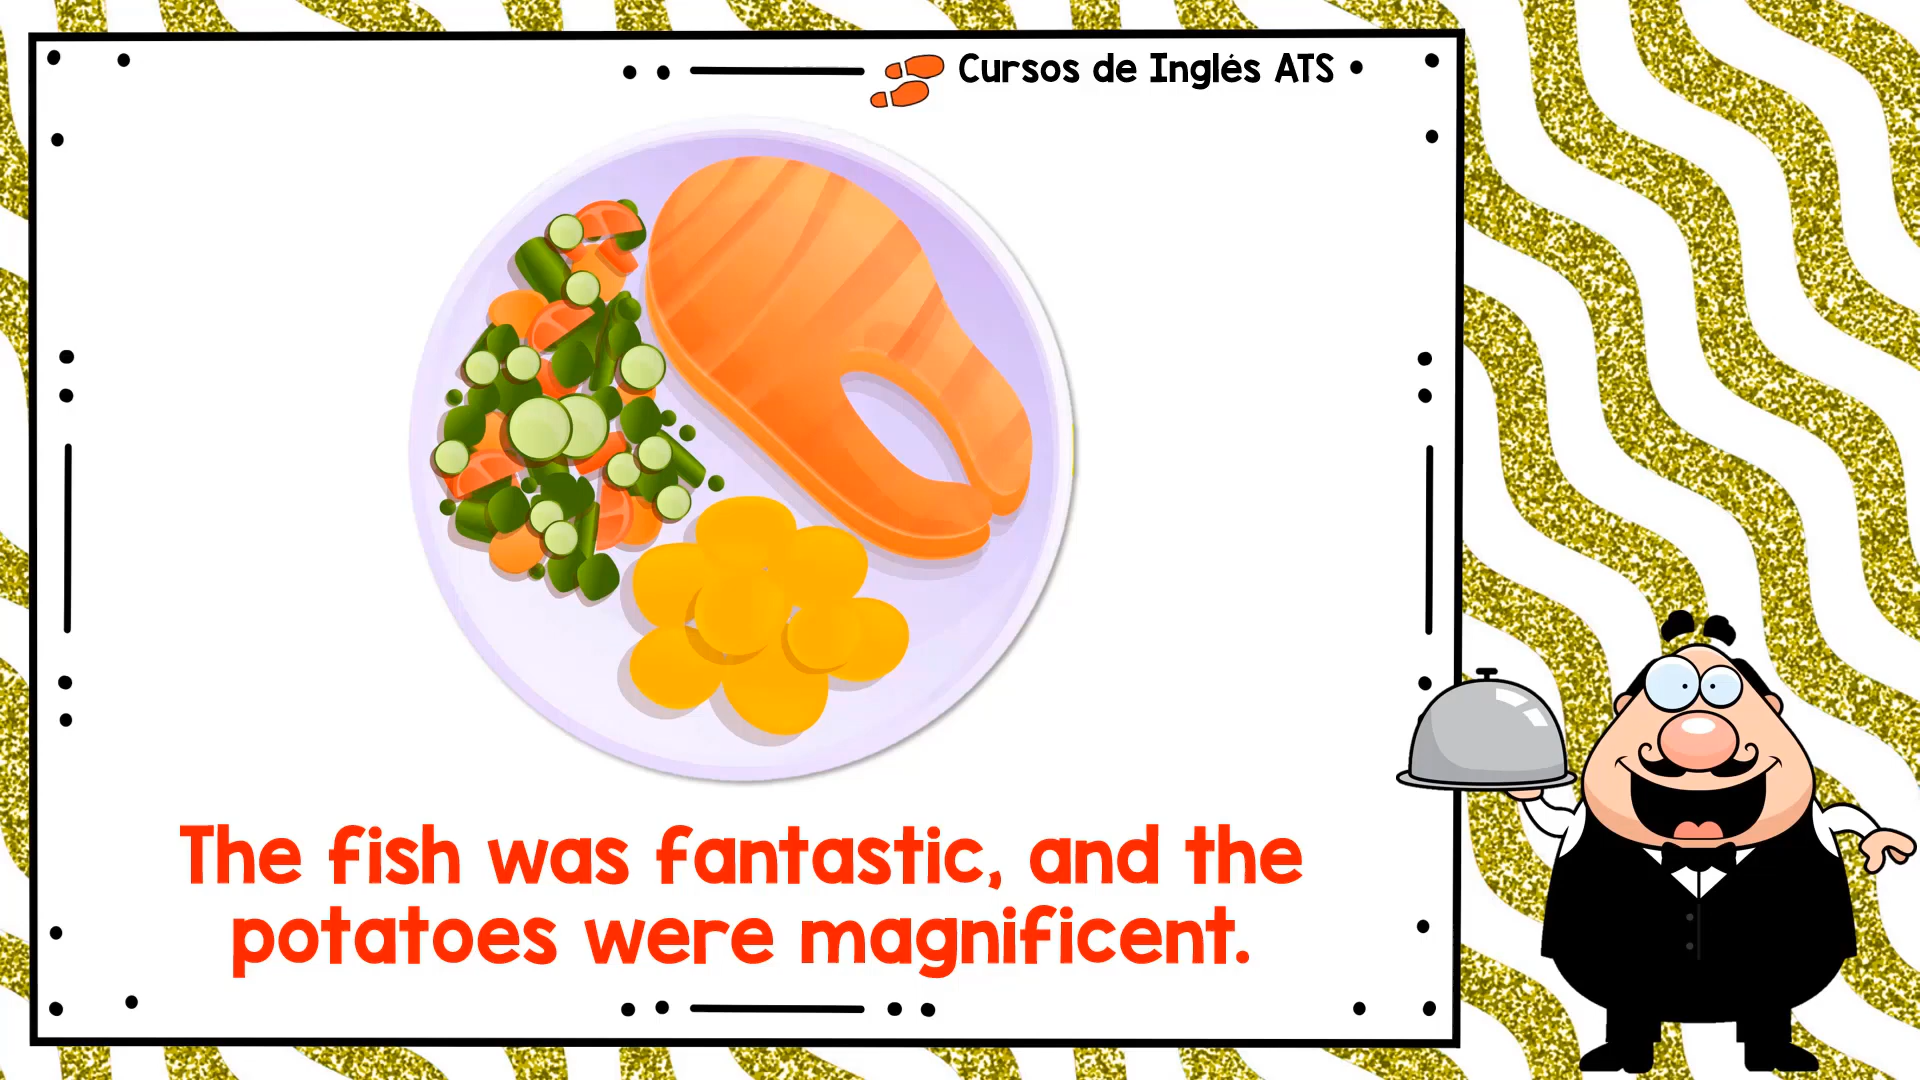 Cursos de Inglés ATS
The fish was fantastic, and the
potatoes were magnificent.